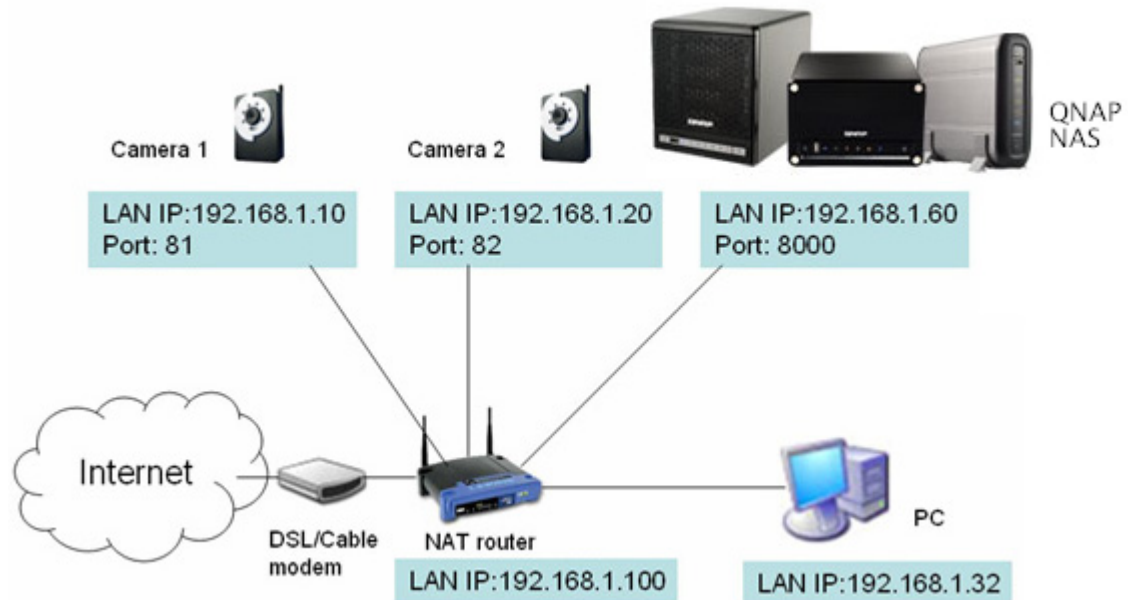 Camera 1
Camera 2
QNAP
NAS
LAN IP:192.168.1.10
Port: 81
LAN IP:192.168.1.20
Port: 82
LAN IP:192.168.1.60
Port: 8000
Internet
DSL/Cable
modem
NAT router
PC
LAN IP:192.168.1.100
LAN IP:192.168.1.32